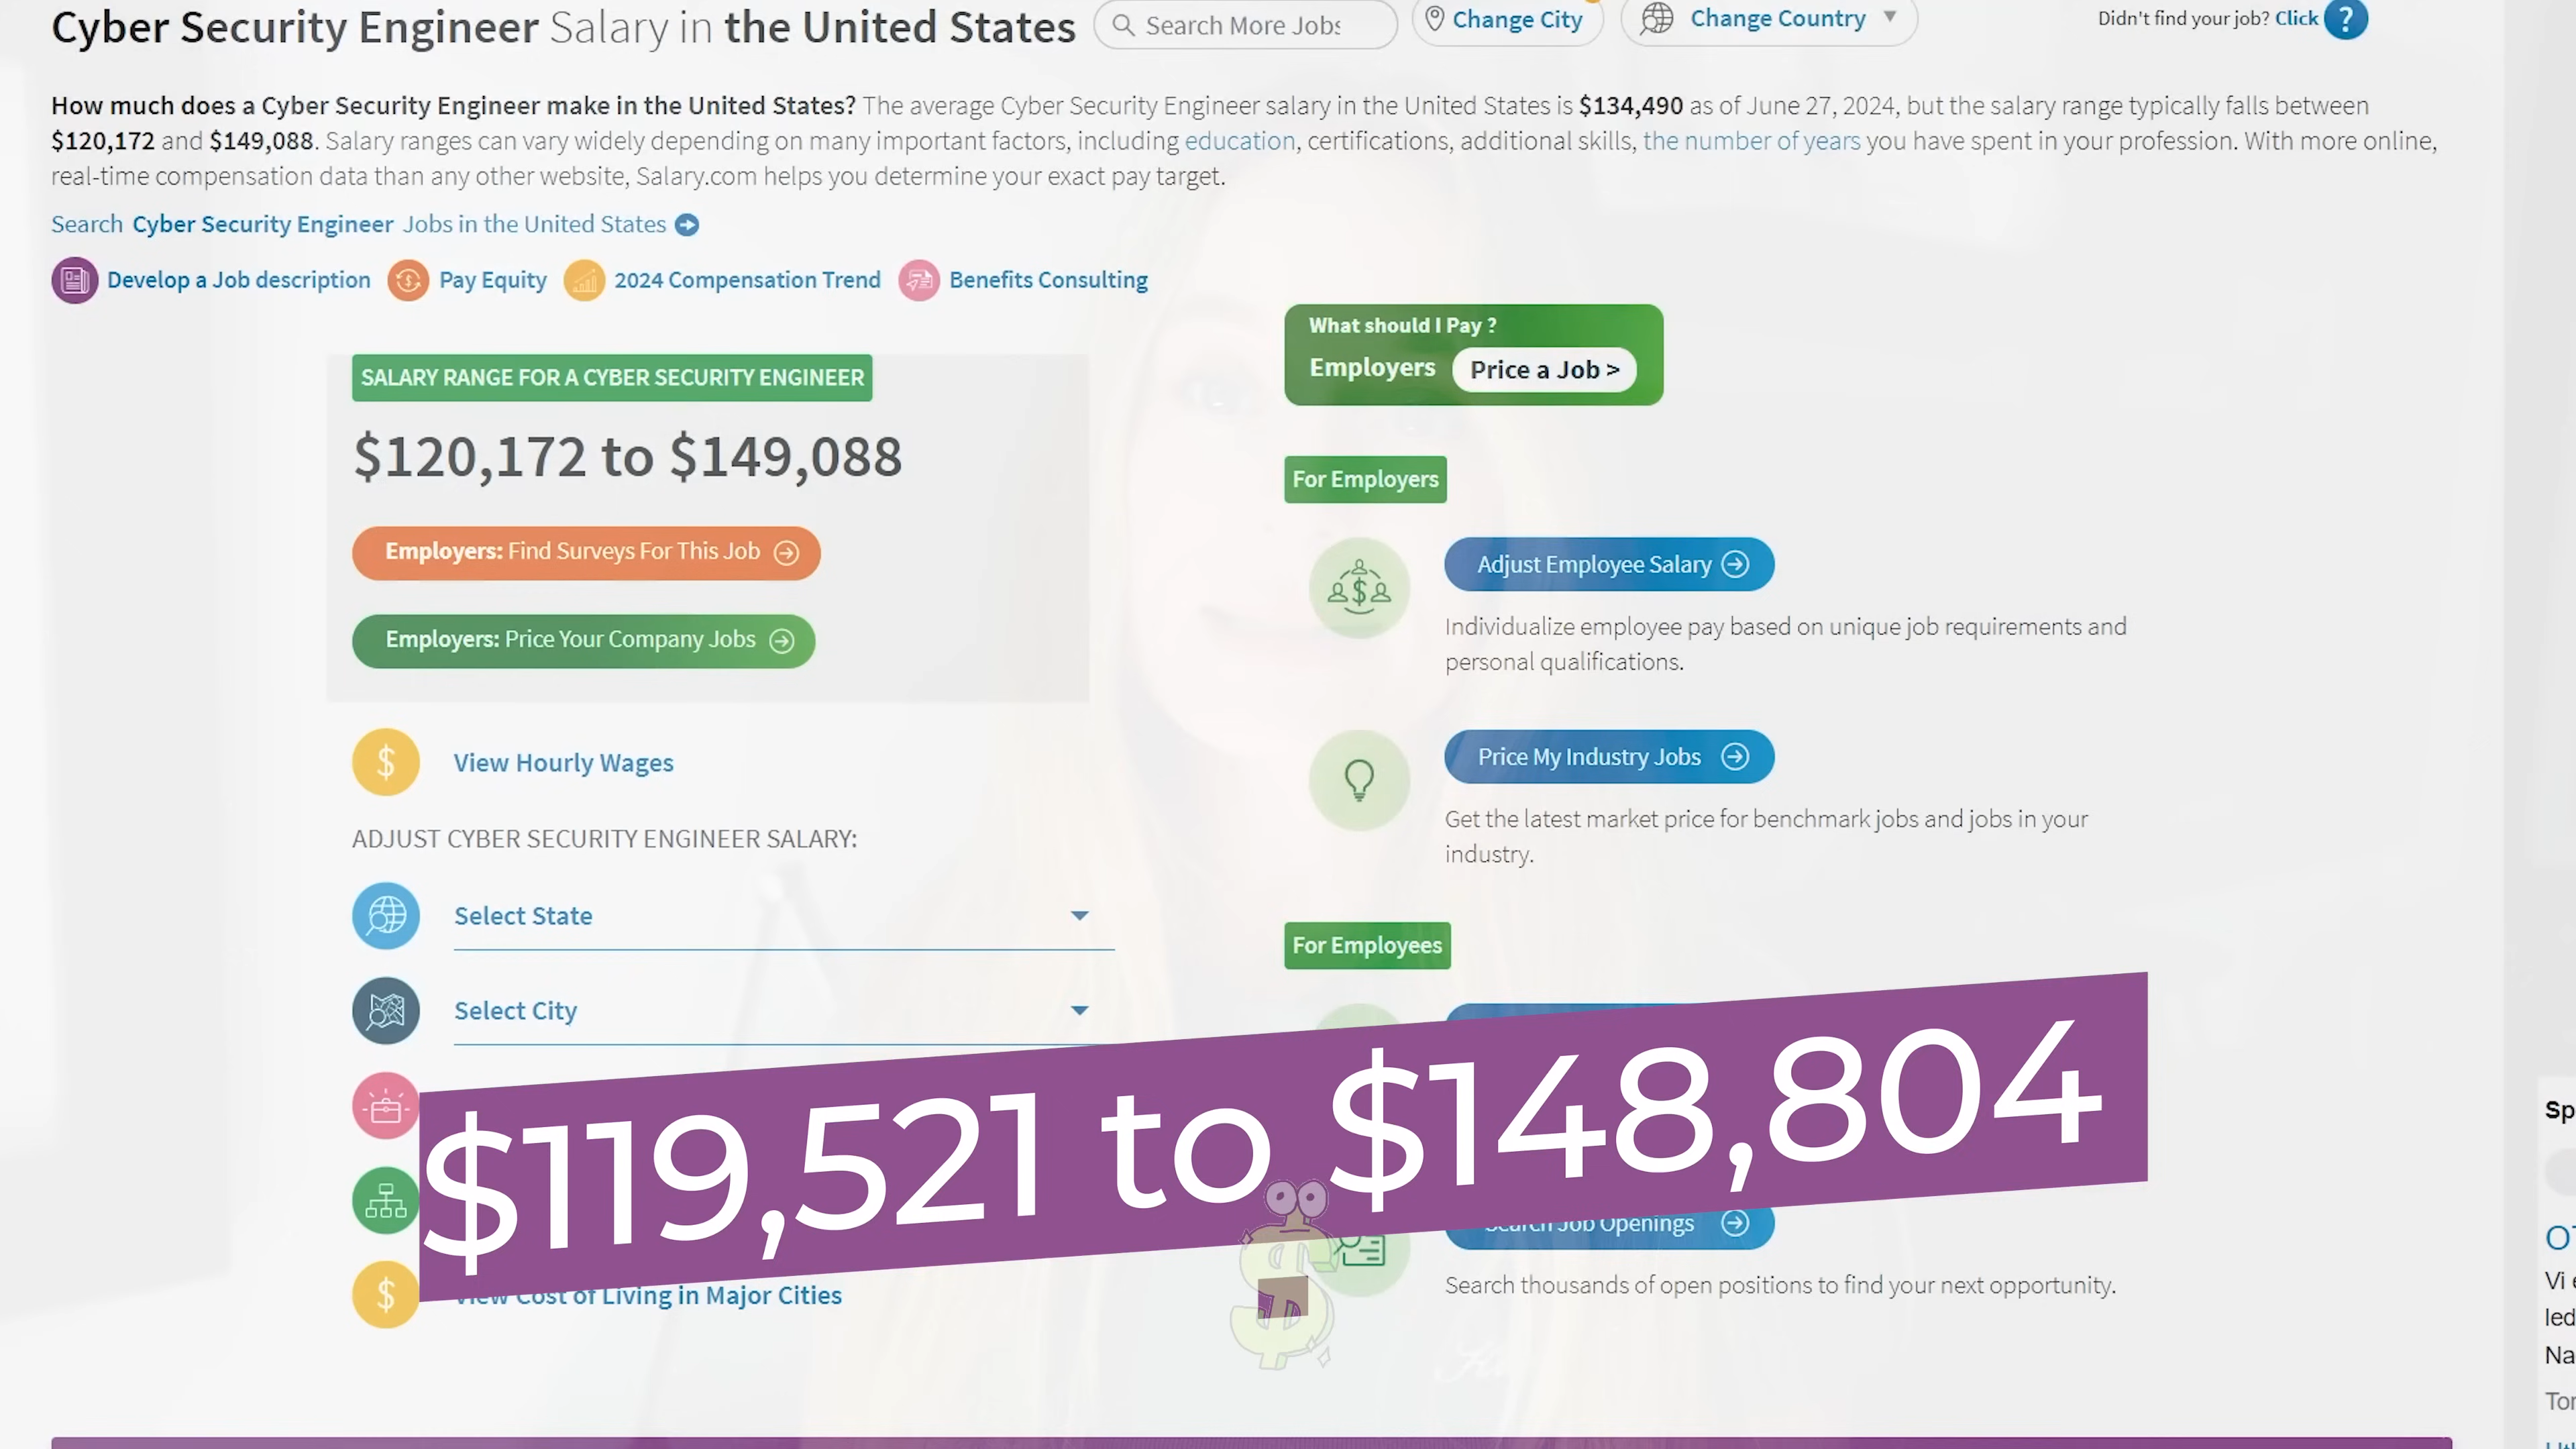 Cyber Security Engineer Salary in the United States
Search More Jobs
Change City
Change Country
Didn't find your job? Click
?
How much does a Cyber Security Engineer make in the United States? The average Cyber Security Engineer salary in the United States is $134,490 as of June 27, 2024, but the salary range typically falls between
$120,172 and $149,088. Salary ranges can vary widely depending on many important factors, including education, certifications, additional skills, the number of years you have spent in your profession. With more online,
real-time compensation data than any other website, Salary.com helps you determine your exact pay target.
Search Cyber Security Engineer Jobs in the United States
Develop a Job description
Pay Equity
2024 Compensation Trend
Benefits Consulting
What should I Pay ?
Employers Price a Job >
SALARY RANGE FOR A CYBER SECURITY ENGINEER
$120,172 to $149,088
Employers: Find Surveys For This Job
Employers: Price Your Company Jobs
For Employers
Adjust Employee Salary
Individualize employee pay based on unique job requirements and
personal qualifications.
Price My Industry Jobs
Get the latest market price for benchmark jobs and jobs in your
industry.
View Hourly Wages
ADJUST CYBER SECURITY ENGINEER SALARY:
Select State
Select City
For Employees
$119,521 to $148,804
Search Job Openings
Search thousands of open positions to find your next opportunity.
View Cost of Living in Major Cities
Sp
Vi
led
Na